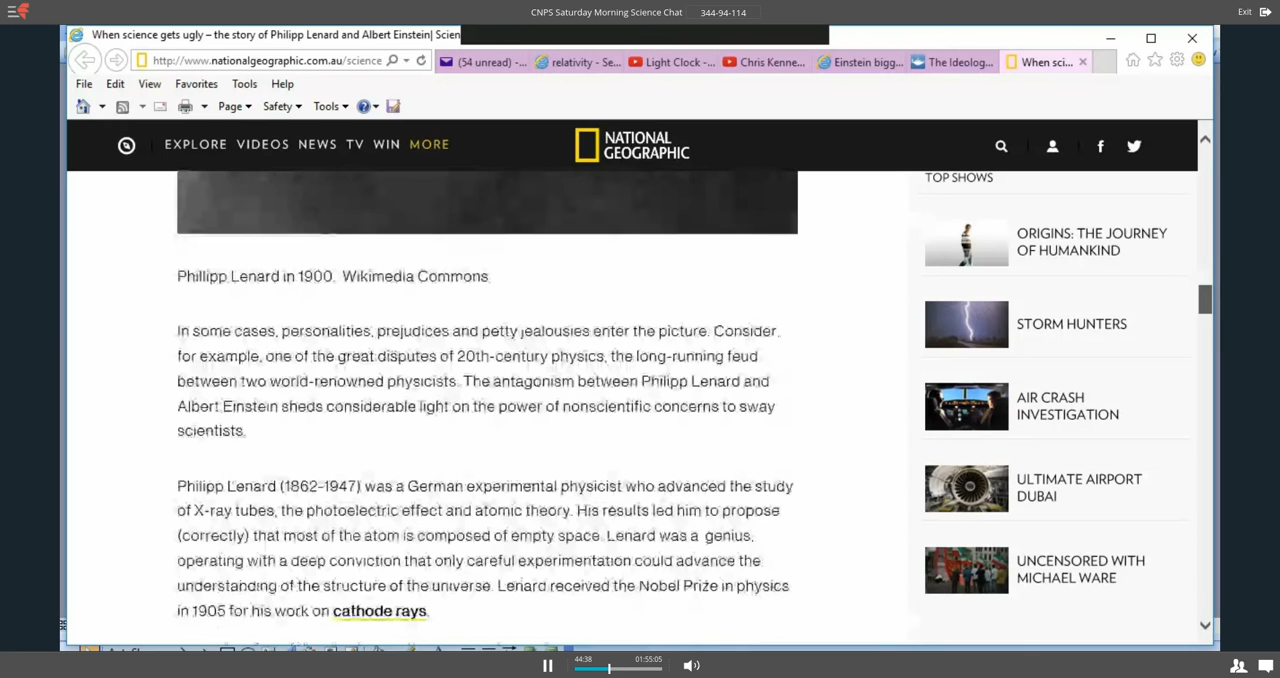 CNPS Saturday Morning Science Chat 344-94-114 Exit
When science gets ugly – the story of Philipp Lenard and Albert Einstein| Scien
http://www.nationalgeographic.com.au/science
(54 unread) -... relativity - Se... Light Clock -... Chris Kenne... Einstein bigg... The Ideolog... When sci...
File Edit View Favorites Tools Help
Page Safety Tools
EXPLORE VIDEOS NEWS TV WIN MORE
NATIONAL
GEOGRAPHIC
TOP SHOWS
ORIGINS: THE JOURNEY
OF HUMANKIND
STORM HUNTERS
AIR CRASH
INVESTIGATION
ULTIMATE AIRPORT
DUBAI
UNCENSORED WITH
MICHAEL WARE
Phillipp Lenard in 1900. Wikimedia Commons
In some cases, personalities, prejudices and petty jealousies enter the picture. Consider,
for example, one of the great disputes of 20th-century physics, the long-running feud
between two world-renowned physicists. The antagonism between Philipp Lenard and
Albert Einstein sheds considerable light on the power of nonscientific concerns to sway
scientists.
Philipp Lenard (1862–1947) was a German experimental physicist who advanced the study
of X-ray tubes, the photoelectric effect and atomic theory. His results led him to propose
(correctly) that most of the atom is composed of empty space. Lenard was a genius,
operating with a deep conviction that only careful experimentation could advance the
understanding of the structure of the universe. Lenard received the Nobel Prize in physics
in 1905 for his work on cathode rays.
44:38 01:55:05